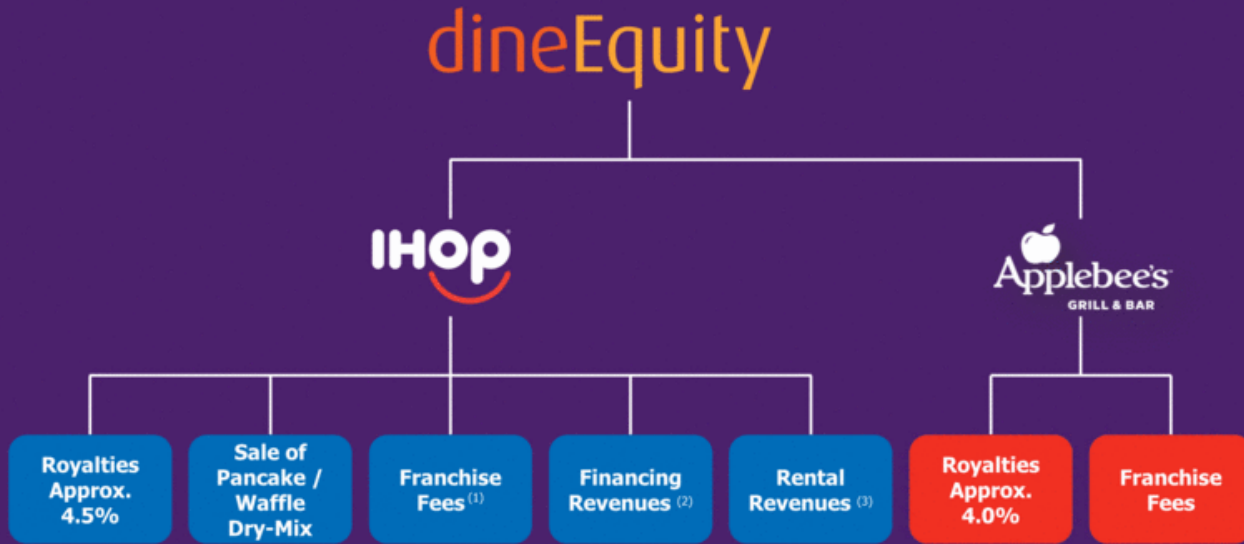 dineEquity
IHOP
Applebee's
GRILL & BAR
Royalties
Approx.
4.5%
Sale of
Pancake /
Waffle
Dry-Mix
Franchise
Fees (1)
Financing
Revenues (2)
Rental
Revenues (3)
Royalties
Approx.
4.0%
Franchise
Fees